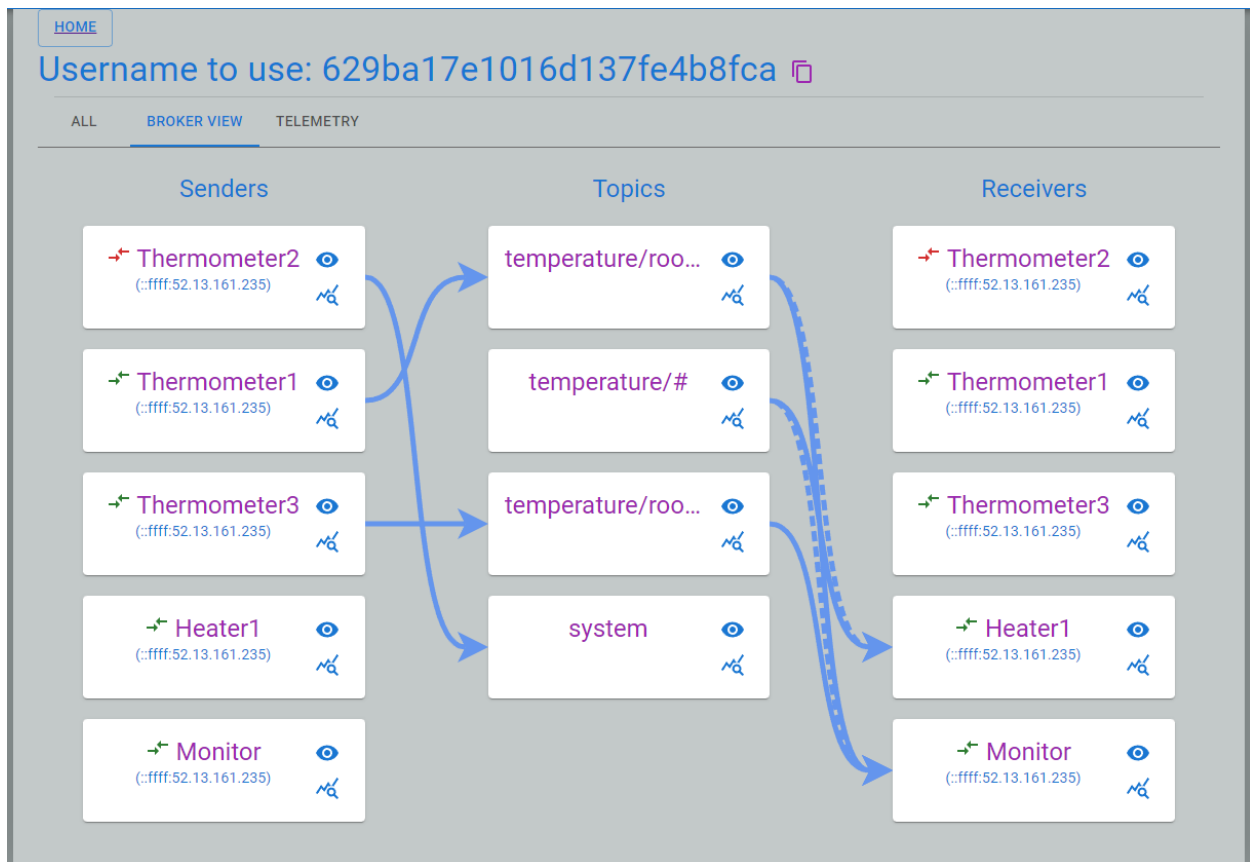 HOME
Username to use: 629ba17e1016d137fe4b8fca
ALL BROKER VIEW TELEMETRY
Senders Topics Receivers
Thermometer2 temperature/roo... Thermometer2
(::ffff:52.13.161.235) (::ffff:52.13.161.235)
Thermometer1 temperature/# Thermometer1
(::ffff:52.13.161.235) (::ffff:52.13.161.235)
Thermometer3 temperature/roo... Thermometer3
(::ffff:52.13.161.235) (::ffff:52.13.161.235)
Heater1 system Heater1
(::ffff:52.13.161.235) (::ffff:52.13.161.235)
Monitor Monitor
(::ffff:52.13.161.235) (::ffff:52.13.161.235)